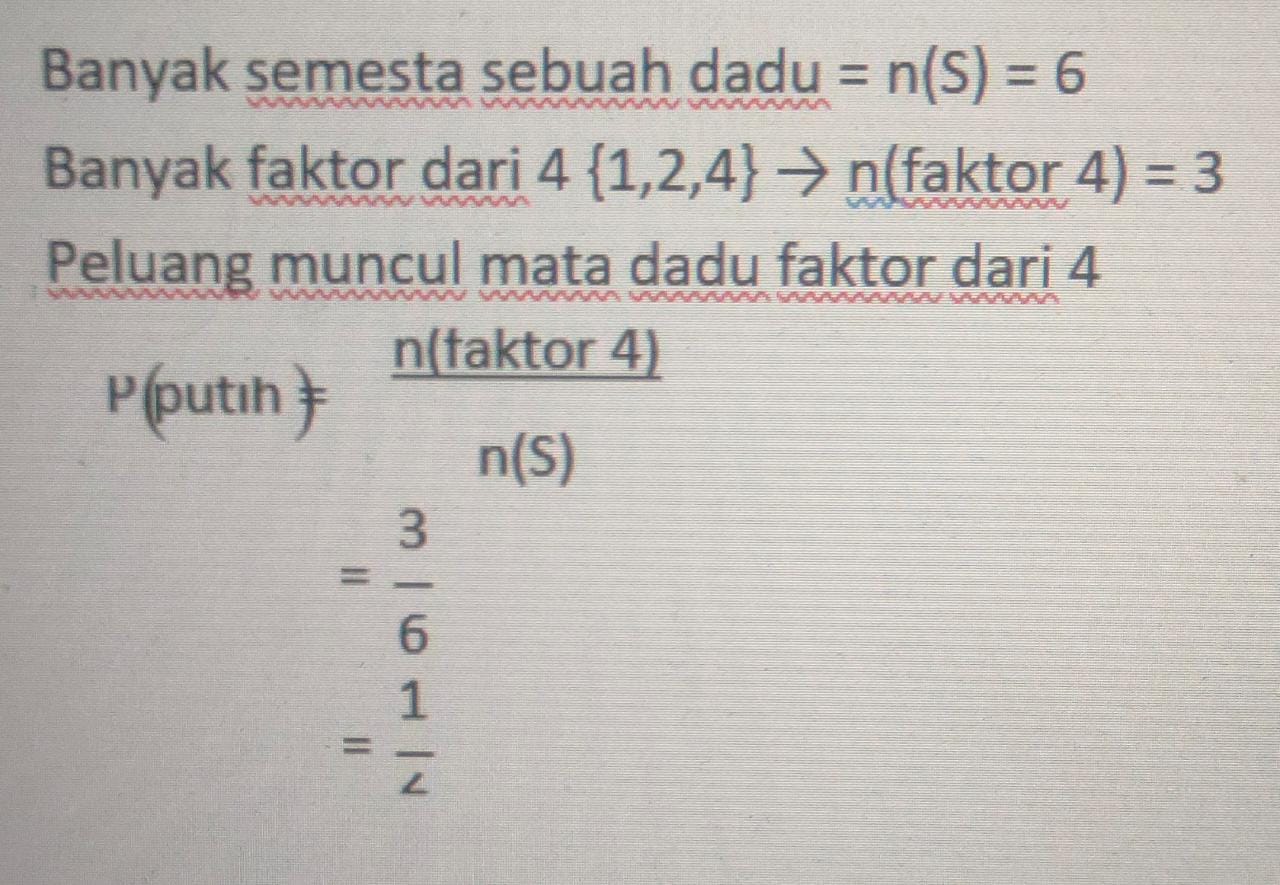 Banyak semesta sebuah dadu = n(S) = 6
Banyak faktor dari 4 {1,2,4} → n(faktor 4) = 3
Peluang muncul mata dadu faktor dari 4
P(putih) = n(faktor 4)
n(S)
3
= —
6
1
= —
2